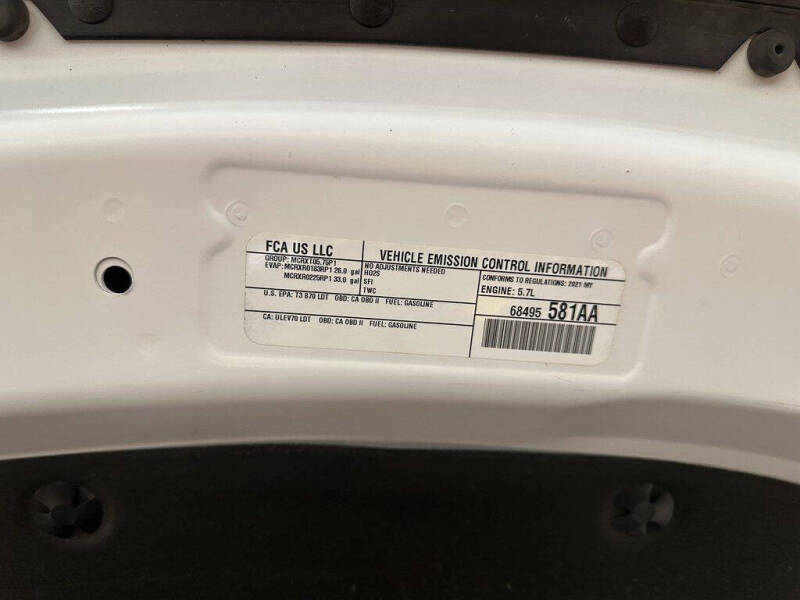 FCA US LLC
GROUP: MCRXT05.75P1
EVAP: MCRXR0183RP1 26.0 gal
MCRXR0225RP1 33.0 gal
U.S. EPA: T3 B70 LDT OBD: CA OBD II FUEL: GASOLINE
CA: ULEV70 LDT OBD: CA OBD II FUEL: GASOLINE
VEHICLE EMISSION CONTROL INFORMATION
NO ADJUSTMENTS NEEDED
HO2S
SFI
TWC
CONFORMS TO REGULATIONS: 2021 MY
ENGINE: 5.7L
68495 581AA